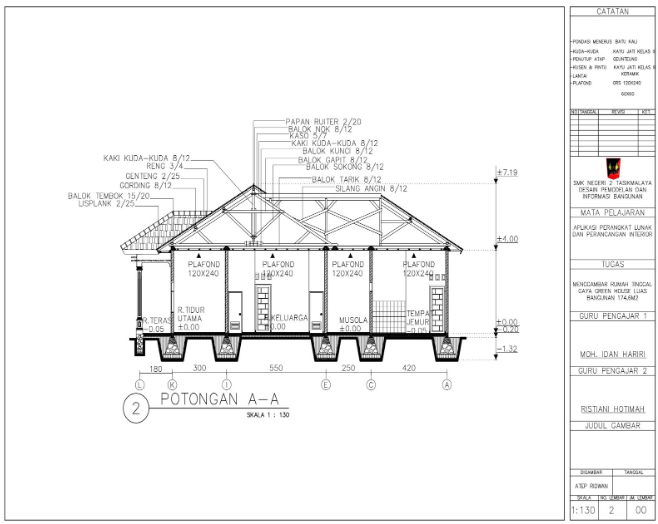 PAPAN RUITER 2/20
BALOK NOK 8/12
KASO 5/7
KAKI KUDA-KUDA 8/12
BALOK KUNCI 8/12
BALOK GAPIT 8/12
BALOK SOKONG 8/12
BALOK TARIK 8/12
SILANG ANGIN 8/12
KAKI KUDA-KUDA 8/12
RENG 3/4
GENTENG 2/25
GORDING 8/12
BALOK TEMBOK 15/20
LISPLANK 2/25
±7.19
±4.00
±0.00
-0.20
-1.32
PLAFOND
120X240
PLAFOND
120X240
PLAFOND
120X240
PLAFOND
120X240
R.TERAS
-0.05
R.TIDUR
UTAMA
±0.00
R.KELUARGA
±0.00
MUSOLA
±0.00
TEMPA
JEMUR
-0.05
180
300
550
250
420
L
K
I
E
C
A
2
POTONGAN A-A
SKALA 1 : 130
CATATAN
-PONDASI MENERUS BATU KALI
-KUDA-KUDA KAYU JATI KELAS II
-PENUTUP ATAP GEUNTEUNG
-KUSEN & PINTU KAYU JATI KELAS II
-LANTAI KERAMIK
-PLAFOND GRS 120X240
60X60
NO TANGGAL REVISI KET.
SMK NEGERI 2 TASIKMALAYA
DESAIN PEMODELAN DAN
INFORMASI BANGUNAN
MATA PELAJARAN
APLIKASI PERANGKAT LUNAK
DAN PERANCANGAN INTERIOR
TUGAS
MENGGAMBAR RUMAH TINGGAL
GAYA GREEN HOUSE LUAS
BANGUNAN 174,6M2
GURU PENGAJAR 1
MOH. IDAN HARIRI
GURU PENGAJAR 2
RISTIANI HOTIMAH
JUDUL GAMBAR
DIGAMBAR TANGGAL
ATEP RIDWAN
SKALA NO. LEMBAR JM. LEMBAR
1:130 2 00